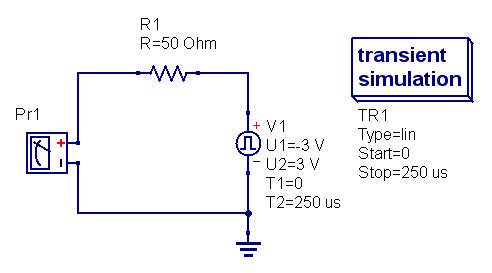 R1
R=50 Ohm
transient
simulation
Pr1
+
-
+
V1
U1=-3 V
-
U2=3 V
T1=0
T2=250 us
TR1
Type=lin
Start=0
Stop=250 us